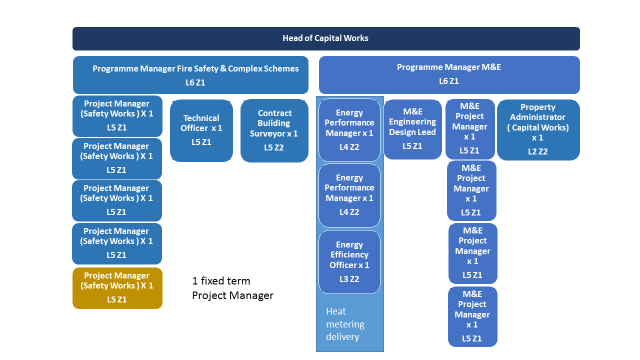 Head of Capital Works
Programme Manager Fire Safety & Complex Schemes
L6 Z1
Programme Manager M&E
L6 Z1
Project Manager
(Safety Works ) X 1
L5 Z1
Project Manager
(Safety Works ) X 1
L5 Z1
Project Manager
(Safety Works ) X 1
L5 Z1
Project Manager
(Safety Works ) X 1
L5 Z1
Project Manager
(Safety Works ) X 1
L5 Z1
Technical
Officer x 1
L5 Z1
Contract
Building
Surveyor x 1
L5 Z2
1 fixed term
Project Manager
Energy
Performance
Manager x 1
L4 Z2
Energy
Performance
Manager x 1
L4 Z2
Energy
Efficiency
Officer x 1
L3 Z2
Heat
metering
delivery
M&E
Engineering
Design Lead
L5 Z1
M&E
Project
Manager
x 1
L5 Z1
M&E
Project
Manager
x 1
L5 Z1
M&E
Project
Manager
x 1
L5 Z1
M&E
Project
Manager
x 1
L5 Z1
Property
Administrator
( Capital Works)
x 1
L2 Z2